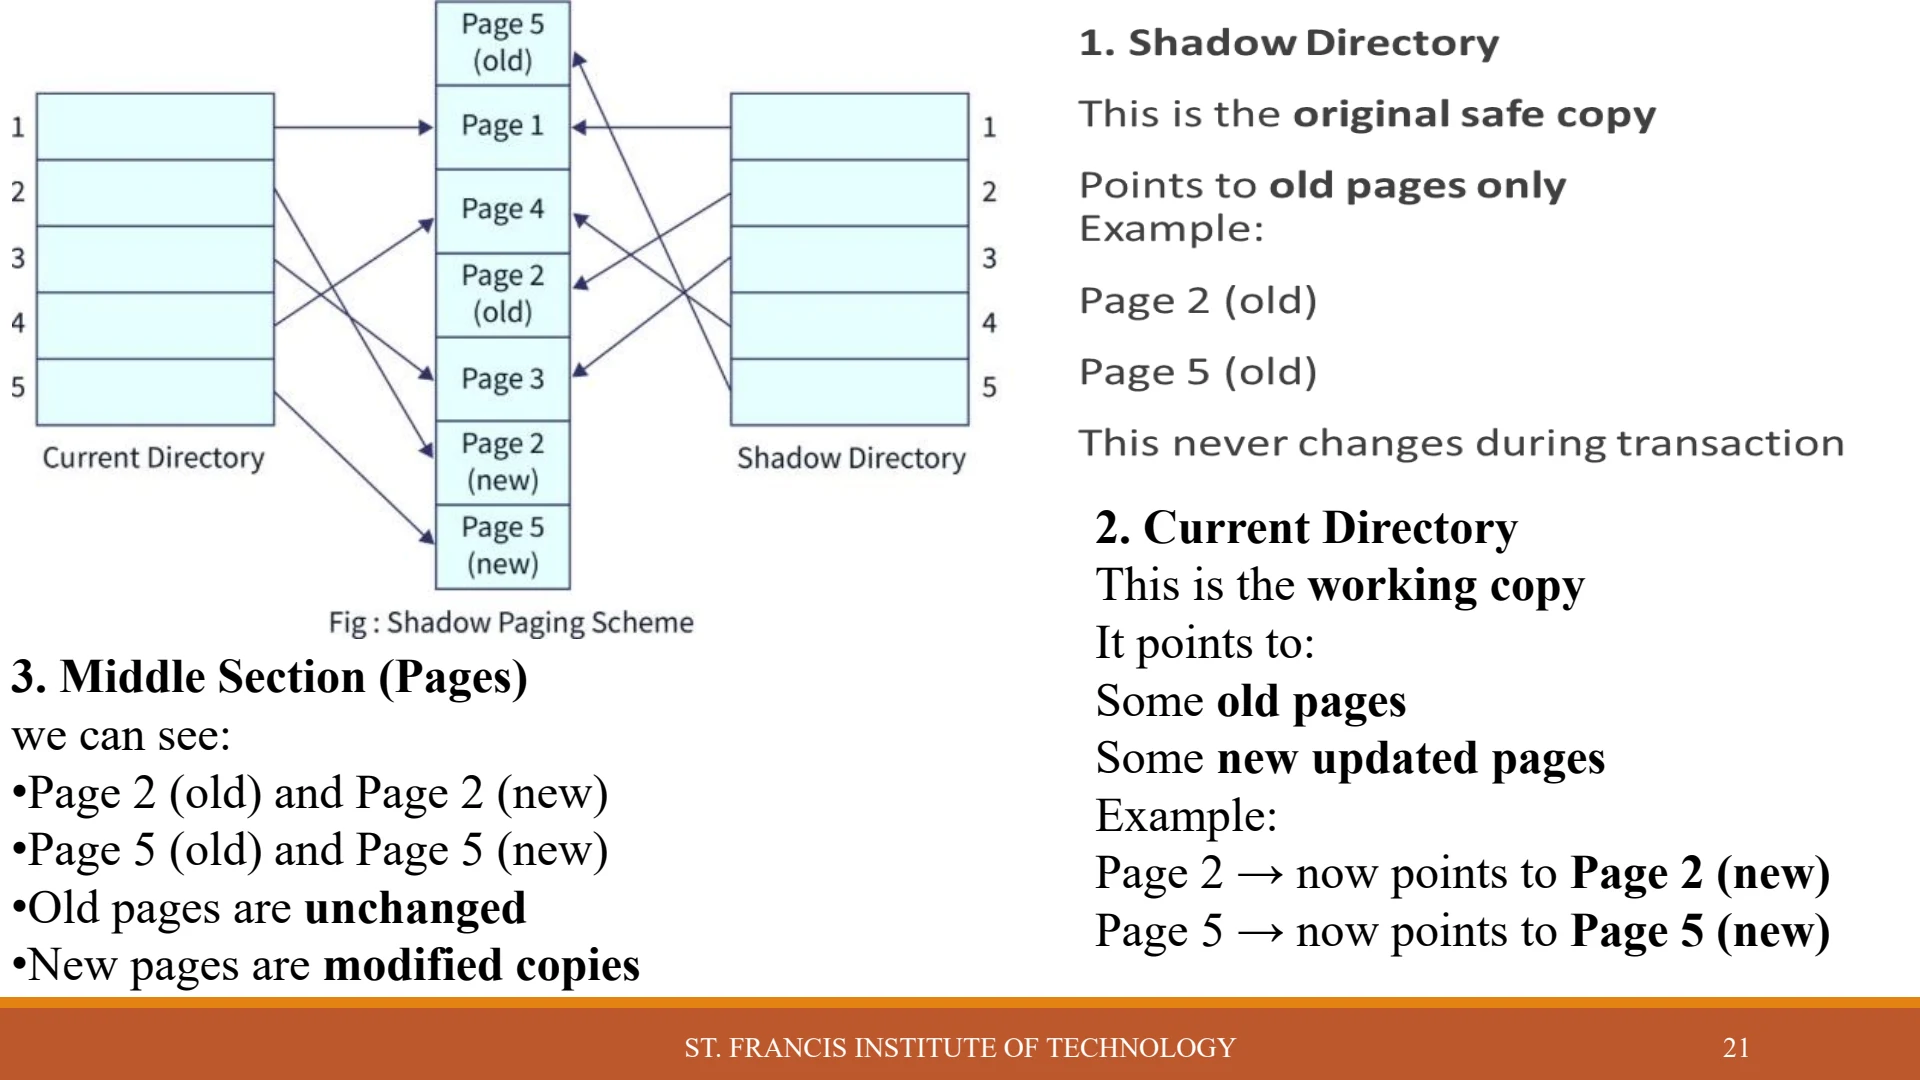 Page 5
(old)
Page 1
Page 4
Page 2
(old)
Page 3
Page 2
(new)
Page 5
(new)
1
2
3
4
5
Current Directory
1
2
3
4
5
Shadow Directory
Fig : Shadow Paging Scheme
1. Shadow Directory
This is the original safe copy
Points to old pages only
Example:
Page 2 (old)
Page 5 (old)
This never changes during transaction
2. Current Directory
This is the working copy
It points to:
Some old pages
Some new updated pages
Example:
Page 2 → now points to Page 2 (new)
Page 5 → now points to Page 5 (new)
3. Middle Section (Pages)
we can see:
•Page 2 (old) and Page 2 (new)
•Page 5 (old) and Page 5 (new)
•Old pages are unchanged
•New pages are modified copies
ST. FRANCIS INSTITUTE OF TECHNOLOGY
21